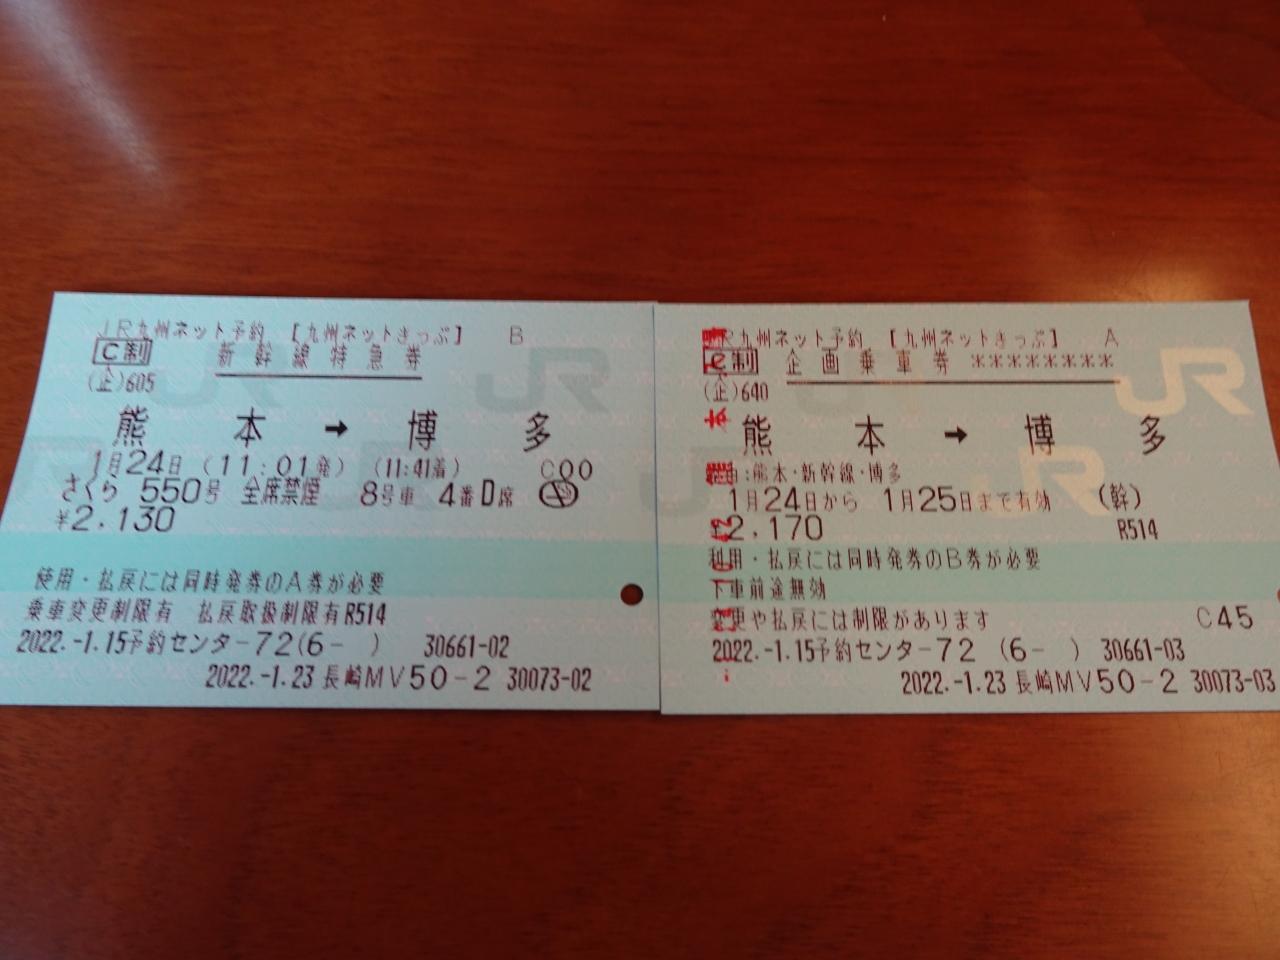 JR九州ネット予約 【九州ネットきっぷ】 B
C制 新幹線特急券
(企)605
熊本 → 博多
1月24日 (11:01発) (11:41着) C00
さくら 550号 全席禁煙 8号車 4番D席
¥2,130
使用・払戻には同時発券のA券が必要
乗車変更制限有 払戻取扱制限有R514
2022.-1.15予約センター72(6- ) 30661-02
2022.-1.23 長崎MV50-2 30073-02
JR九州ネット予約 【九州ネットきっぷ】 A
C制 企画乗車券 ********
(企)640
熊本 → 博多
経由:熊本・新幹線・博多
1月24日から 1月25日まで有効 (幹)
¥2,170 R514
利用・払戻には同時発券のB券が必要
下車前途無効
変更や払戻には制限があります C45
2022.-1.15予約センター72 (6- ) 30661-03
2022.-1.23 長崎MV50-2 30073-03
JR